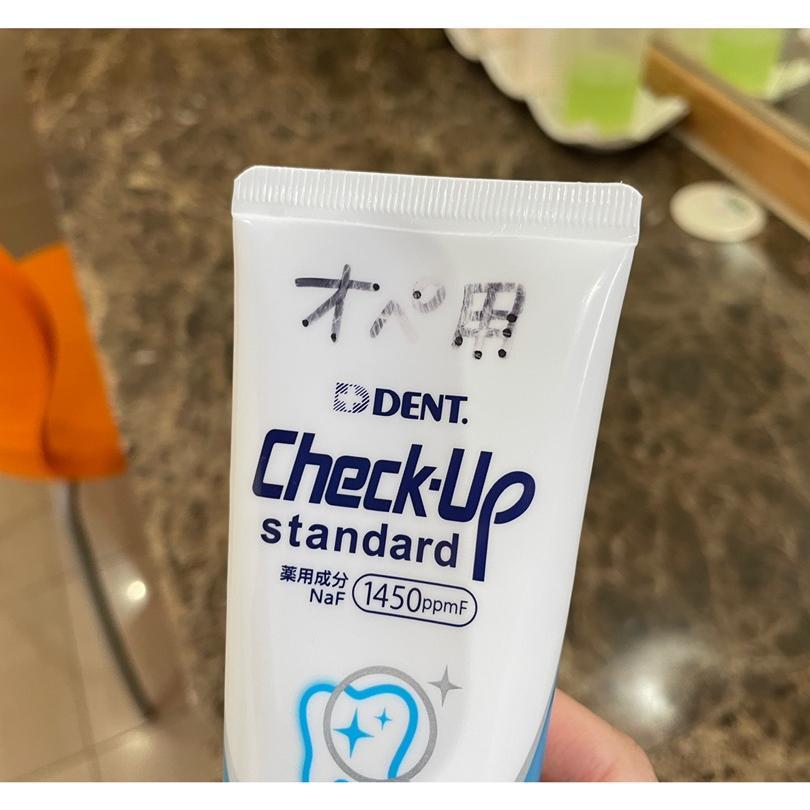 オペ用
DENT.
Check-Up
standard
薬用成分
NaF
1450ppmF